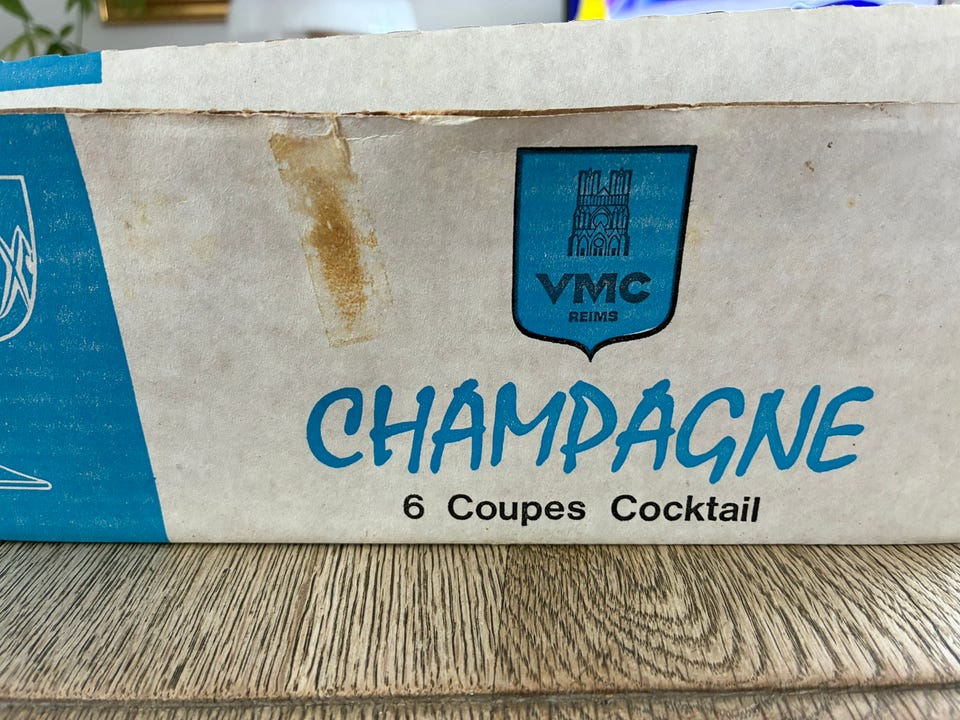 VMC
REIMS
CHAMPAGNE
6 Coupes Cocktail